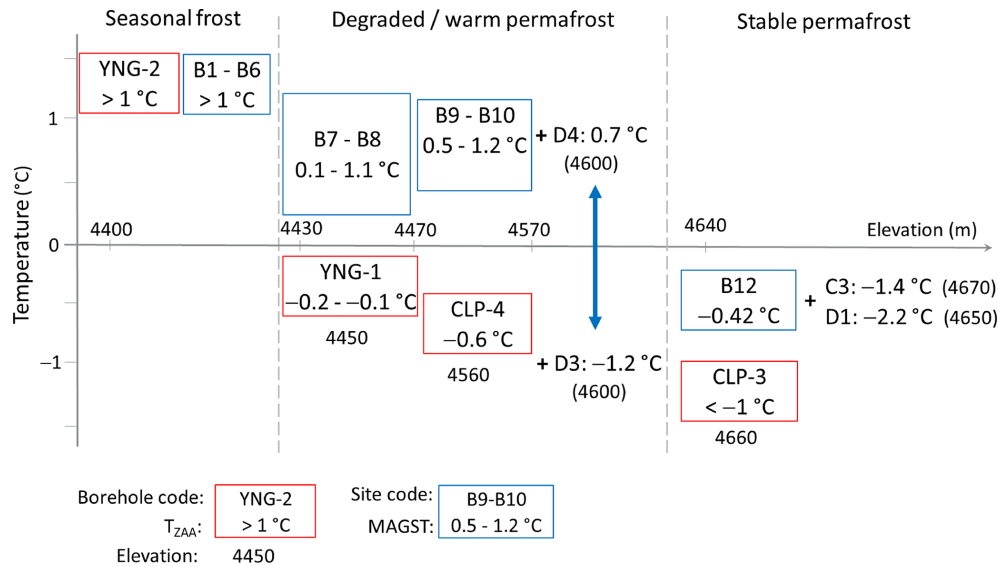 Seasonal frost
Degraded / warm permafrost
Stable permafrost
YNG-2
> 1 °C
B1 - B6
> 1 °C
B7 - B8
0.1 - 1.1 °C
B9 - B10
0.5 - 1.2 °C
+ D4: 0.7 °C
(4600)
1
0
−1
Temperature (°C)
4400
4430
4470
4570
4640
Elevation (m)
YNG-1
−0.2 - −0.1°C
4450
CLP-4
−0.6 °C
4560
+ D3: −1.2 °C
(4600)
B12
−0.42 °C
+ C3: −1.4 °C (4670)
D1: −2.2 °C (4650)
CLP-3
< −1 °C
4660
Borehole code: YNG-2
TZAA: > 1 °C
Elevation: 4450
Site code: B9-B10
MAGST: 0.5 - 1.2 °C